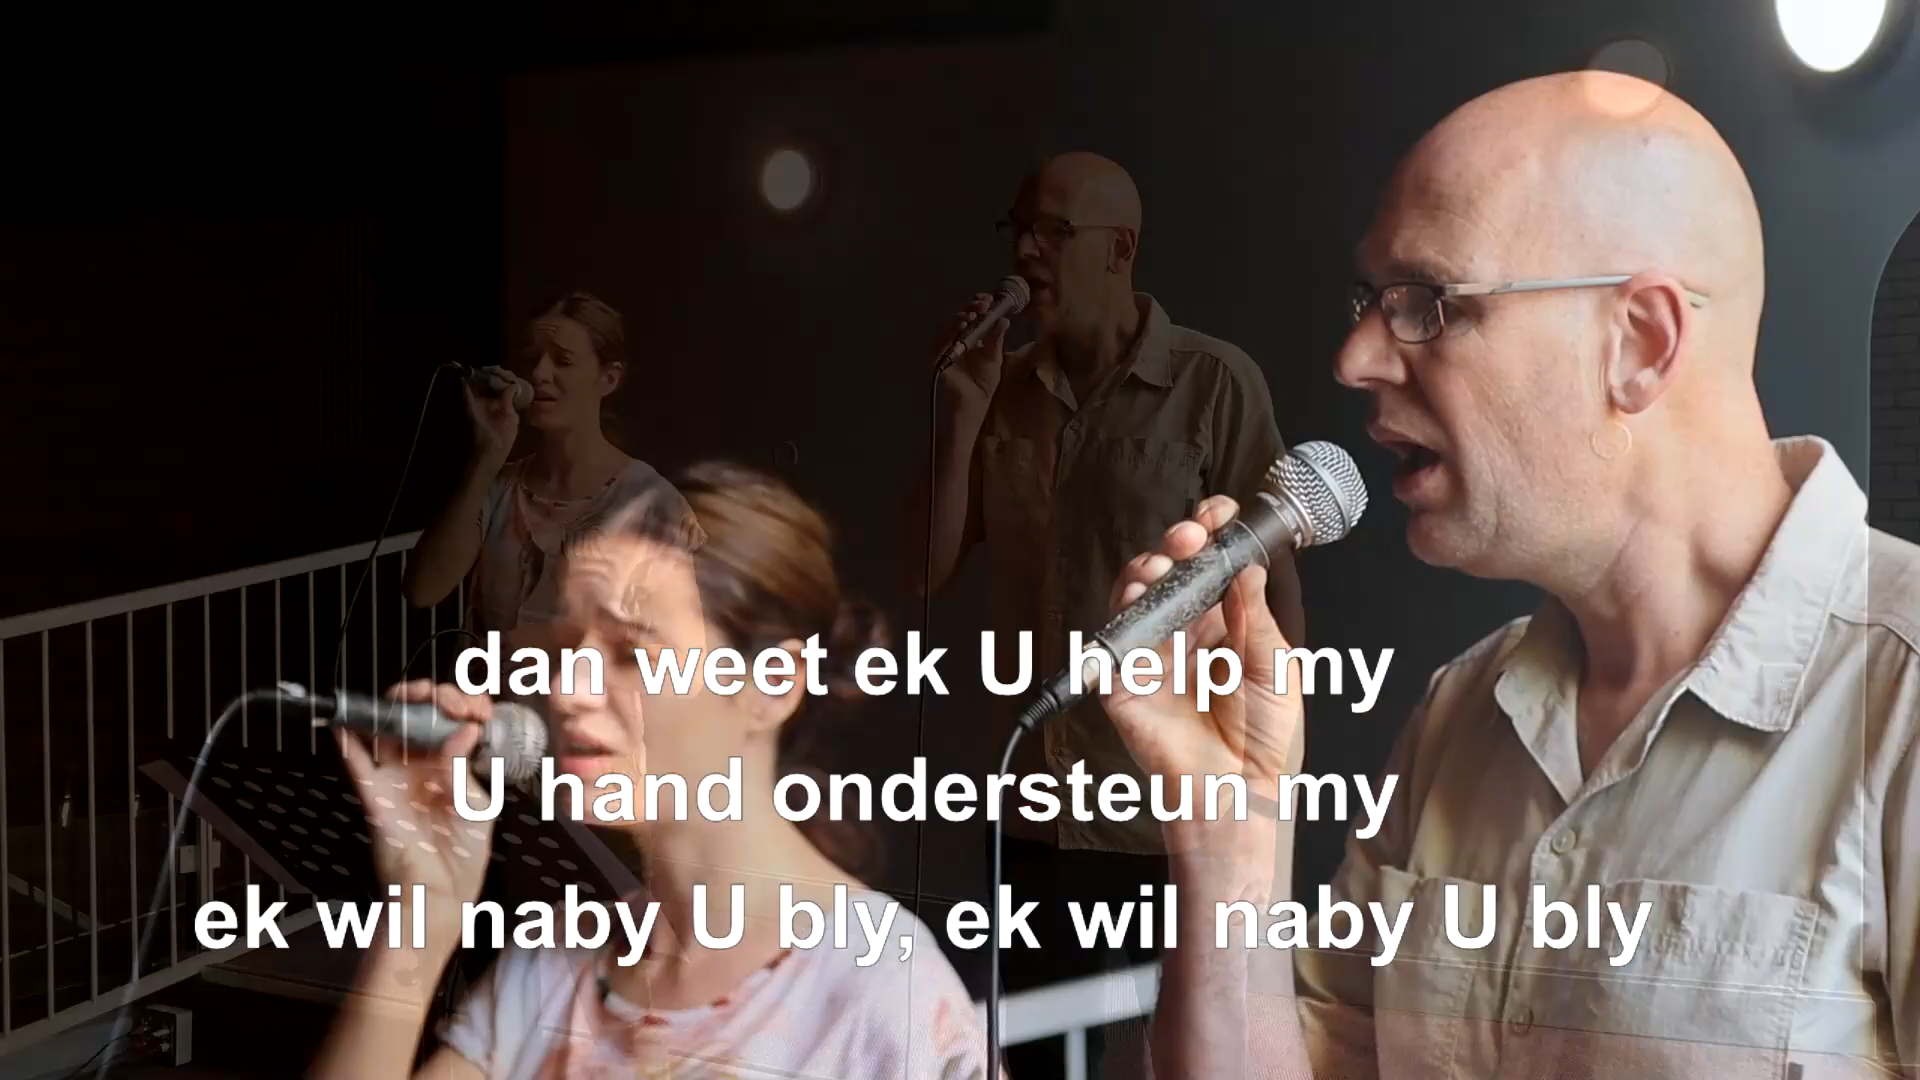 dan weet ek U help my
U hand ondersteun my
ek wil naby U bly, ek wil naby U bly